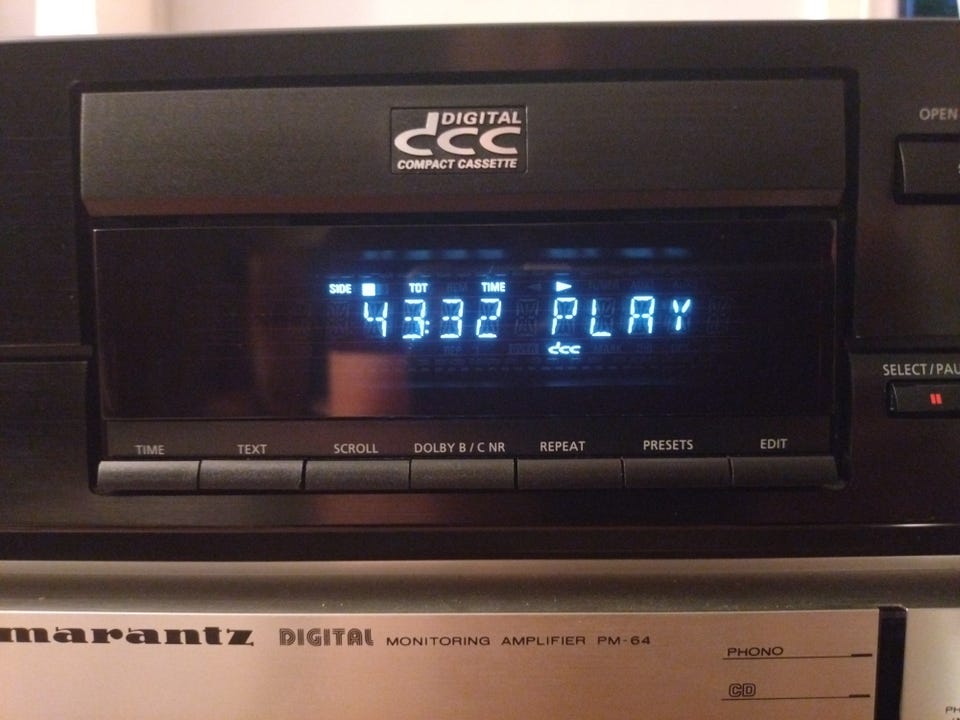 DIGITAL
dcc
COMPACT CASSETTE
OPEN
SIDE TOT TIME
43:32 PLAY
dcc
SELECT/PAU
TIME TEXT SCROLL DOLBY B / C NR REPEAT PRESETS EDIT
marantz DIGITAL MONITORING AMPLIFIER PM-64
PHONO
CD
PH